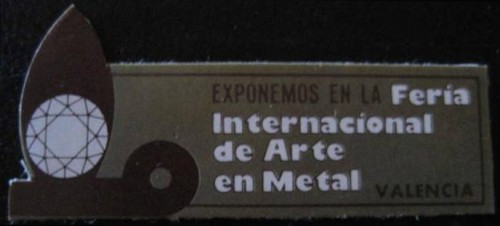 EXPONEMOS EN LA Feria
Internacional
de Arte
en Metal VALENCIA